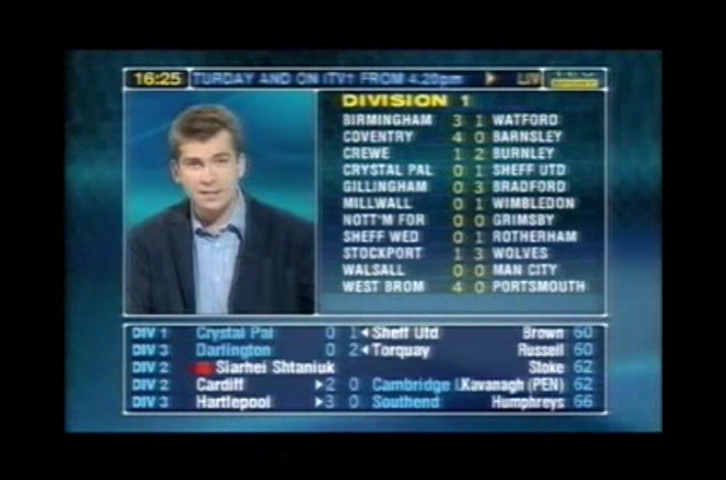 16:25 TURDAY AND ON ITV1 FROM 4.20pm LIV
DIVISION 1
BIRMINGHAM 3 1 WATFORD
COVENTRY 4 0 BARNSLEY
CREWE 1 2 BURNLEY
CRYSTAL PAL 0 1 SHEFF UTD
GILLINGHAM 0 3 BRADFORD
MILLWALL 0 1 WIMBLEDON
NOTT'M FOR 0 0 GRIMSBY
SHEFF WED 0 1 ROTHERHAM
STOCKPORT 1 3 WOLVES
WALSALL 0 0 MAN CITY
WEST BROM 4 0 PORTSMOUTH
DIV 1 Crystal Pal 0 1 Sheff Utd Brown 60
DIV 3 Darlington 0 2 Torquay Russell 60
DIV 2 Siarhei Shtaniuk Stoke 62
DIV 2 Cardiff 2 0 Cambridge Kavanagh (PEN) 62
DIV 3 Hartlepool 3 0 Southend Humphreys 66